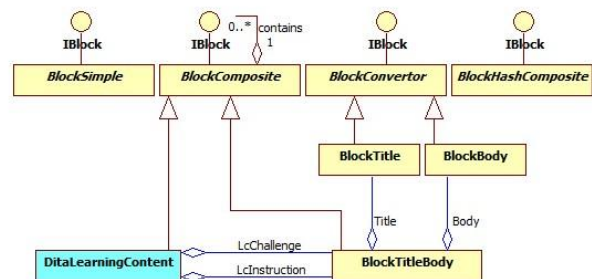 0..* contains
IBlock IBlock 1 IBlock IBlock
BlockSimple BlockComposite BlockConvertor BlockHashComposite
BlockTitle BlockBody
Title Body
LcChallenge
DitaLearningContent BlockTitleBody
LcInstruction